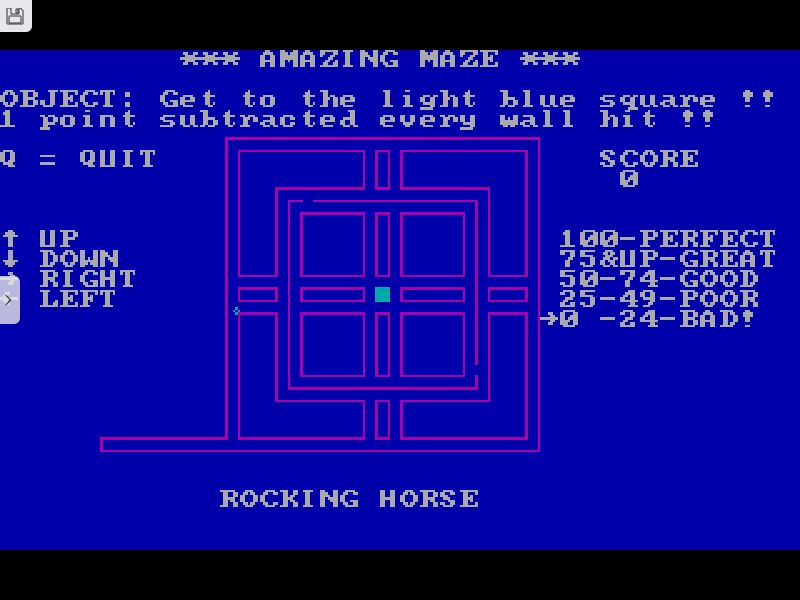 *** AMAZING MAZE ***
OBJECT: Get to the light blue square !!
1 point subtracted every wall hit !!
Q = QUIT
SCORE
0
↑ UP
↓ DOWN
RIGHT
LEFT
100-PERFECT
75&UP-GREAT
50-74-GOOD
25-49-POOR
→0 -24-BAD!
ROCKING HORSE